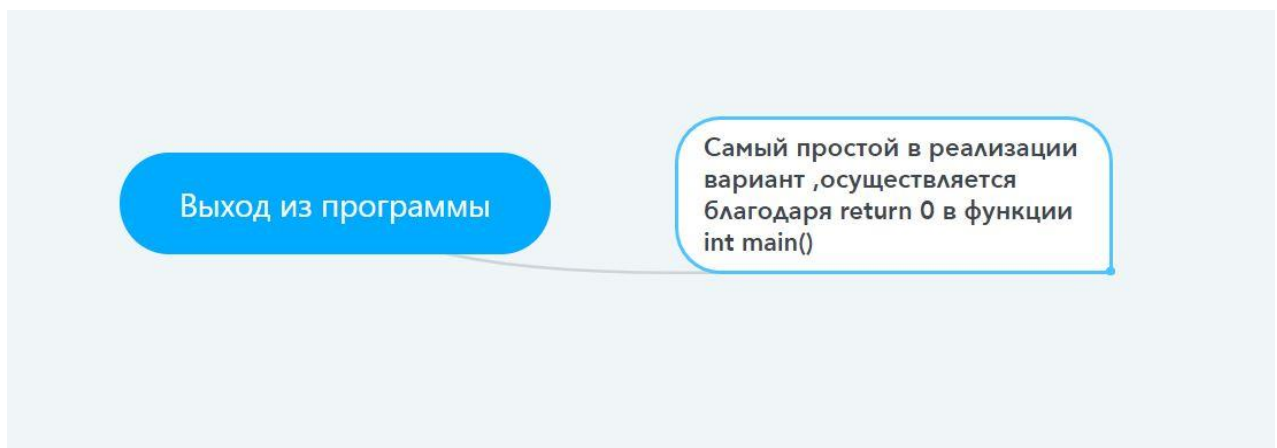 Выход из программы
Самый простой в реализации
вариант ,осуществляется
благодаря return 0 в функции
int main()